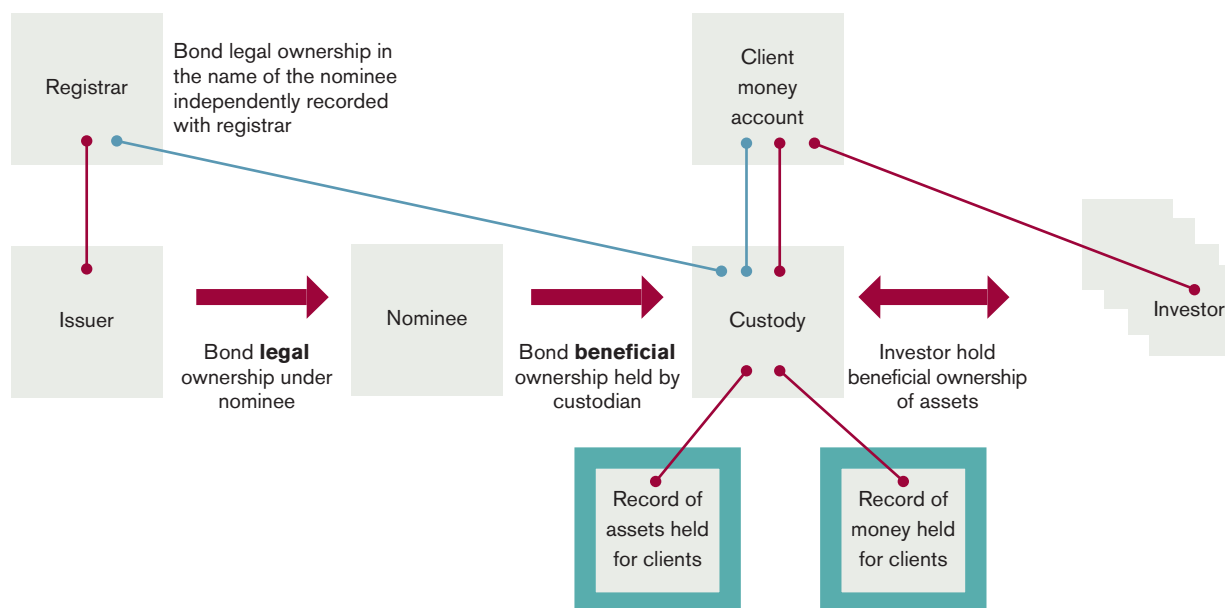 Registrar
Bond legal ownership in
the name of the nominee
independently recorded
with registrar
Client
money
account
Issuer
Bond legal
ownership under
nominee
Nominee
Bond beneficial
ownership held by
custodian
Custody
Investor hold
beneficial ownership
of assets
Investor
Record of
assets held
for clients
Record of
money held
for clients